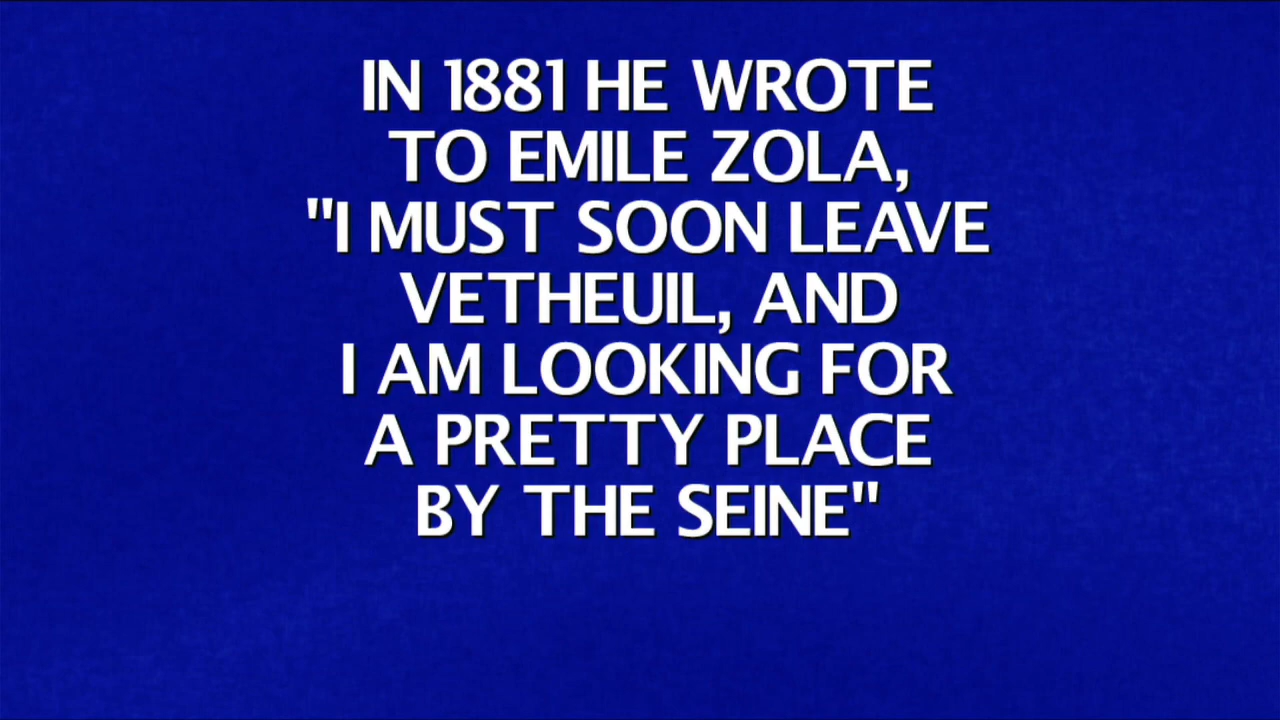 IN 1881 HE WROTE
TO EMILE ZOLA,
"I MUST SOON LEAVE
VETHEUIL, AND
I AM LOOKING FOR
A PRETTY PLACE
BY THE SEINE"